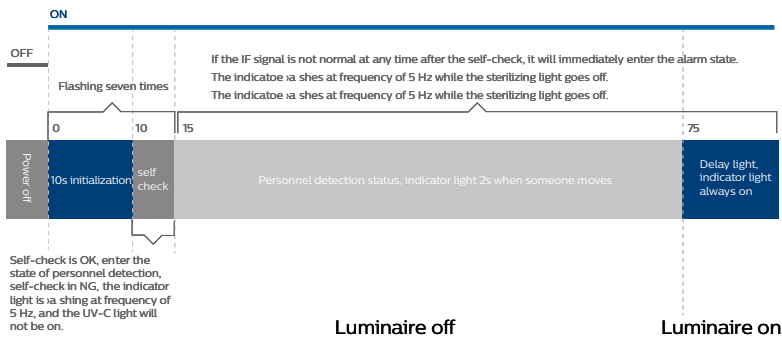 ON
OFF
If the IF signal is not normal at any time after the self-check, it will immediately enter the alarm state.
The indicatoe ›a shes at frequency of 5 Hz while the sterilizing light goes off.
The indicatoe ›a shes at frequency of 5 Hz while the sterilizing light goes off.
Flashing seven times
0
10
15
75
Power off
10s initialization
self
check
Personnel detection status, indicator light 2s when someone moves
Delay light,
indicator light
always on
Self-check is OK, enter the
state of personnel detection,
self-check in NG, the indicator
light is ›a shing at frequency of
5 Hz, and the UV-C light will
not be on.
Luminaire off
Luminaire on